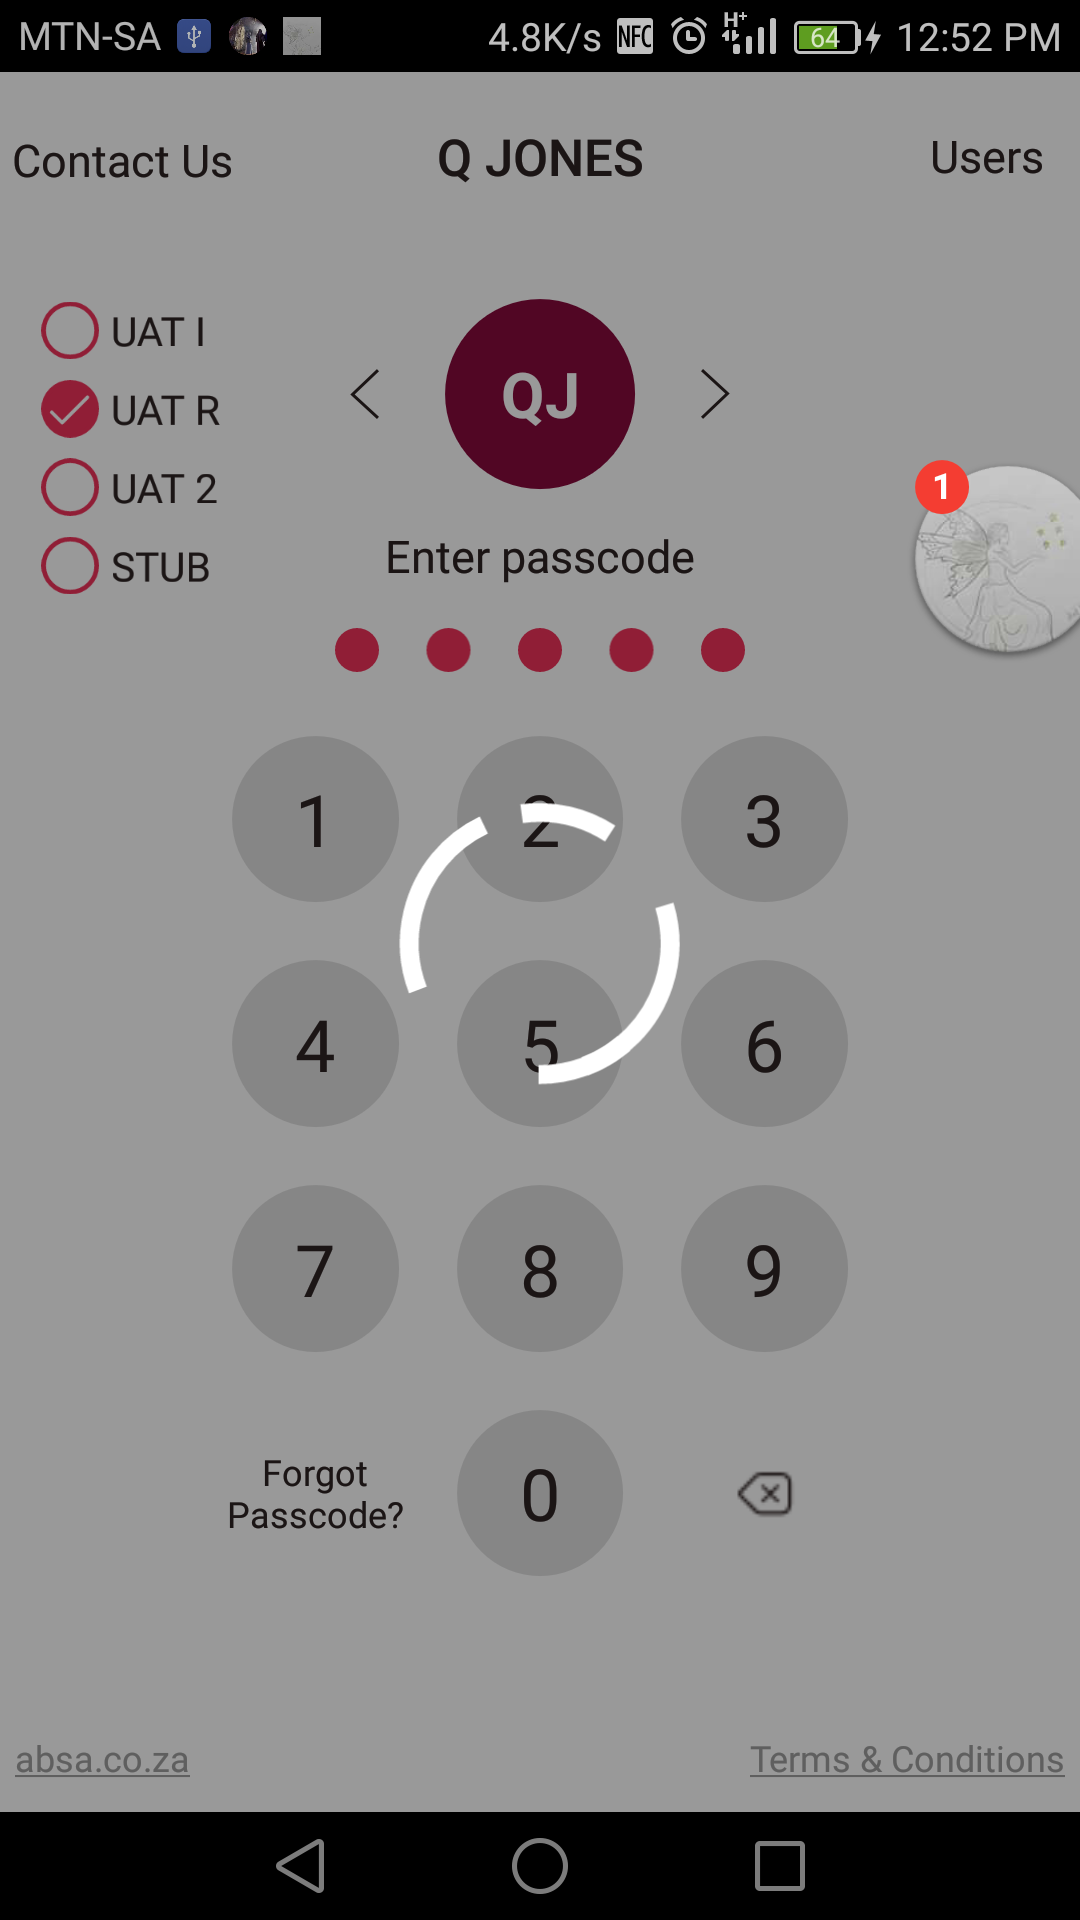 MTN-SA 4.8K/s NFC H+ 64 12:52 PM
Contact Us Q JONES Users
UAT I
UAT R
UAT 2
STUB
QJ
1
Enter passcode
1 2 3
4 5 6
7 8 9
Forgot
Passcode?
0
absa.co.za Terms & Conditions